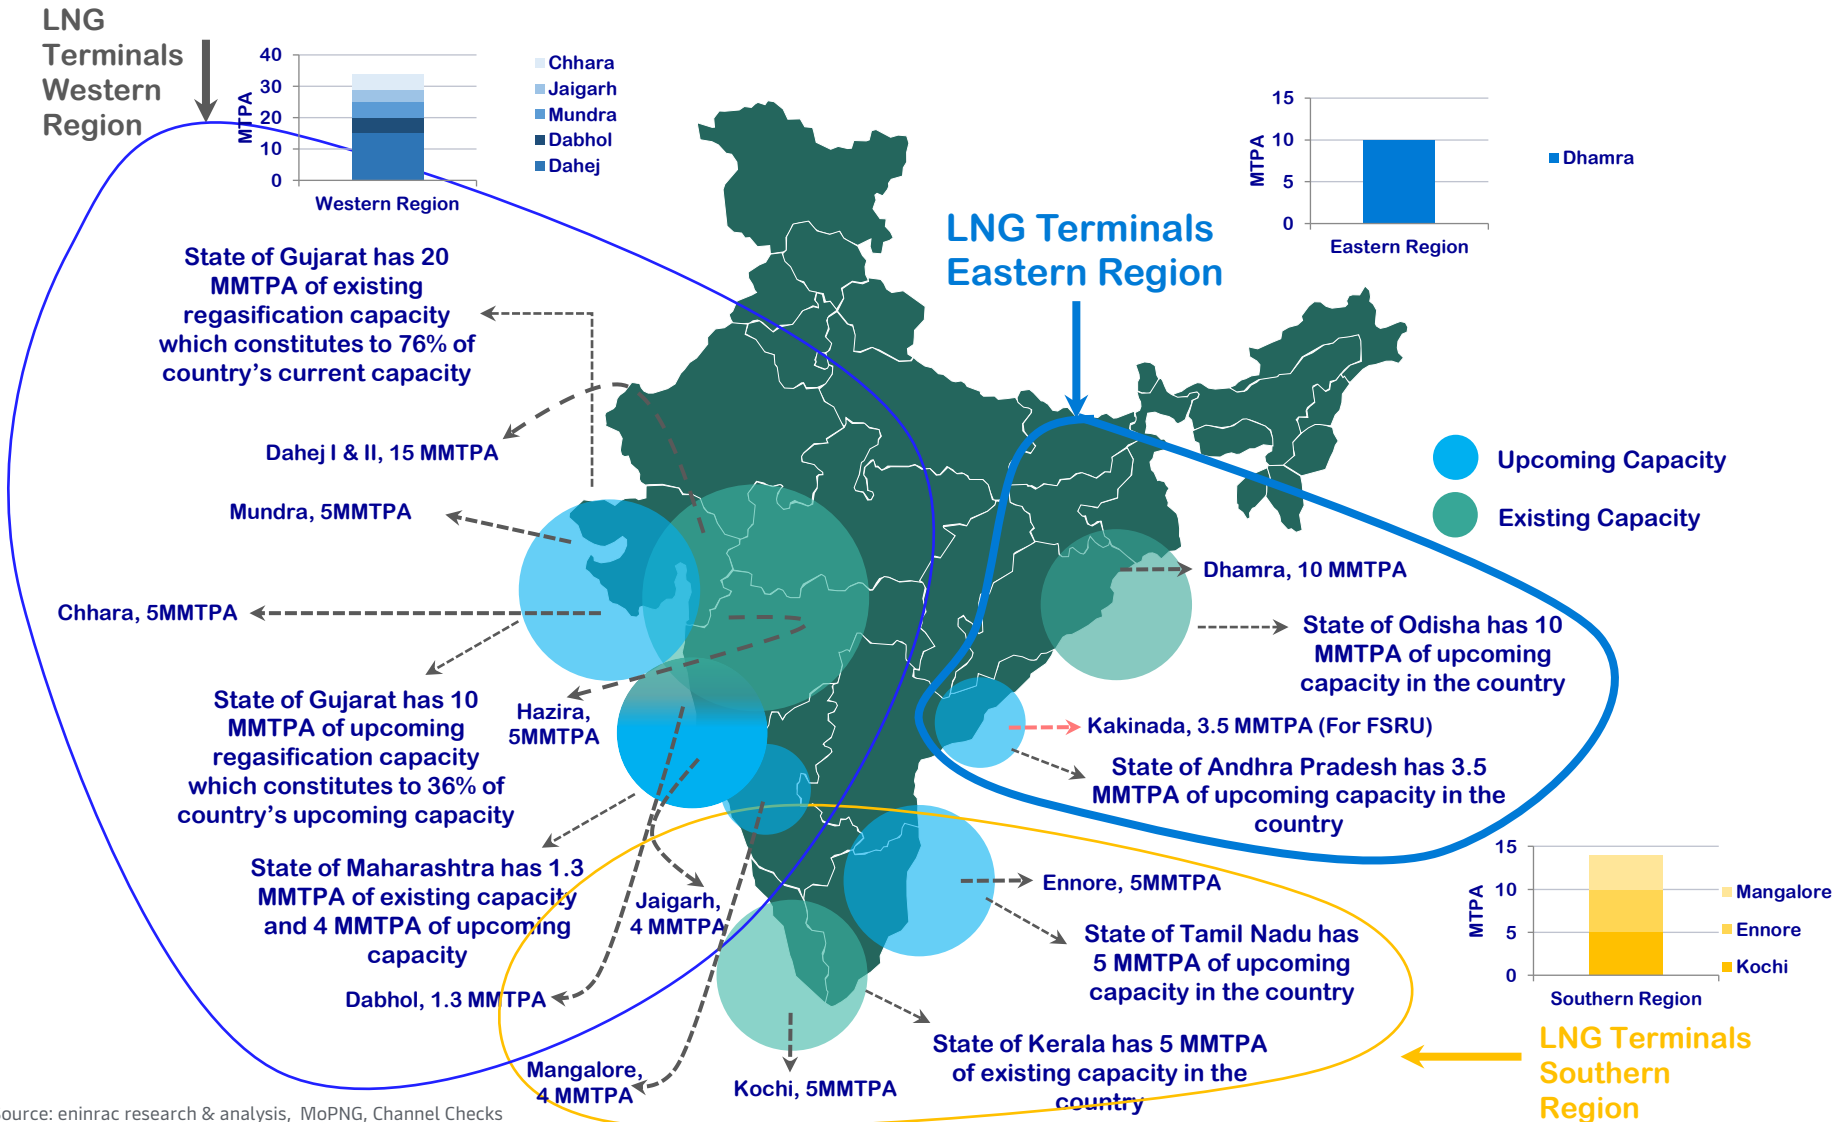 LNG
Terminals
Western
Region
40
30
20
10
0
MTPA
Western Region
Chhara
Jaigarh
Mundra
Dabhol
Dahej
15
10
5
0
MTPA
Eastern Region
Dhamra
LNG Terminals
Eastern Region
State of Gujarat has 20
MMTPA of existing
regasification capacity
which constitutes to 76% of
country’s current capacity
Dahej I & II, 15 MMTPA
Mundra, 5MMTPA
Chhara, 5MMTPA
Upcoming Capacity
Existing Capacity
Dhamra, 10 MMTPA
State of Odisha has 10
MMTPA of upcoming
capacity in the country
State of Gujarat has 10
MMTPA of upcoming
regasification capacity
which constitutes to 36% of
country’s upcoming capacity
Hazira,
5MMTPA
Kakinada, 3.5 MMTPA (For FSRU)
State of Andhra Pradesh has 3.5
MMTPA of upcoming capacity in the
country
State of Maharashtra has 1.3
MMTPA of existing capacity
and 4 MMTPA of upcoming
capacity
Jaigarh,
4 MMTPA
Dabhol, 1.3 MMTPA
Ennore, 5MMTPA
State of Tamil Nadu has
5 MMTPA of upcoming
capacity in the country
15
10
5
0
MTPA
Southern Region
Mangalore
Ennore
Kochi
State of Kerala has 5 MMTPA
of existing capacity in the
country
Mangalore,
4 MMTPA
Kochi, 5MMTPA
LNG Terminals
Southern
Region
ource: eninrac research & analysis, MoPNG, Channel Checks